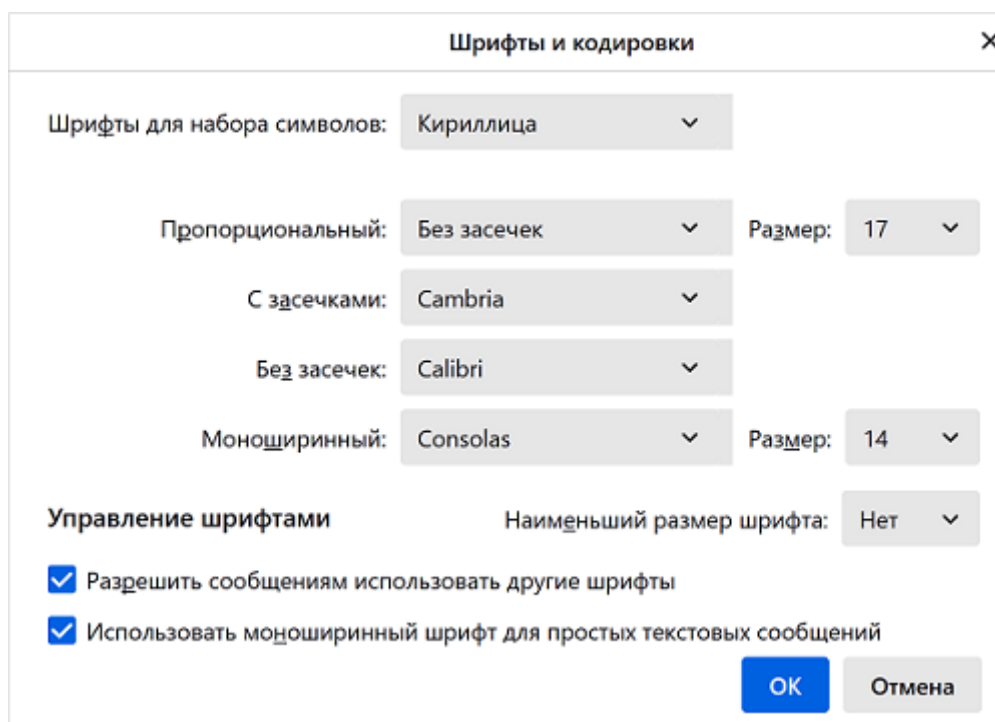 Шрифты и кодировки
Шрифты для набора символов: Кириллица
Пропорциональный: Без засечек Размер: 17
С засечками: Cambria
Без засечек: Calibri
Моноширинный: Consolas Размер: 14
Управление шрифтами Наименьший размер шрифта: Нет
Разрешить сообщениям использовать другие шрифты
Использовать моноширинный шрифт для простых текстовых сообщений
ОК Отмена